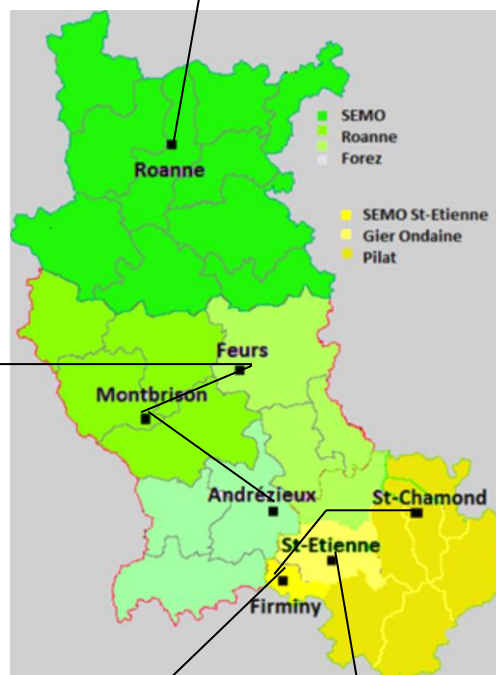 SEMO
Roanne
Forez
Roanne
SEMO St-Etienne
Gier Ondaine
Pilat
Feurs
Montbrison
Andrézieux
St-Chamond
St-Etienne
Firminy